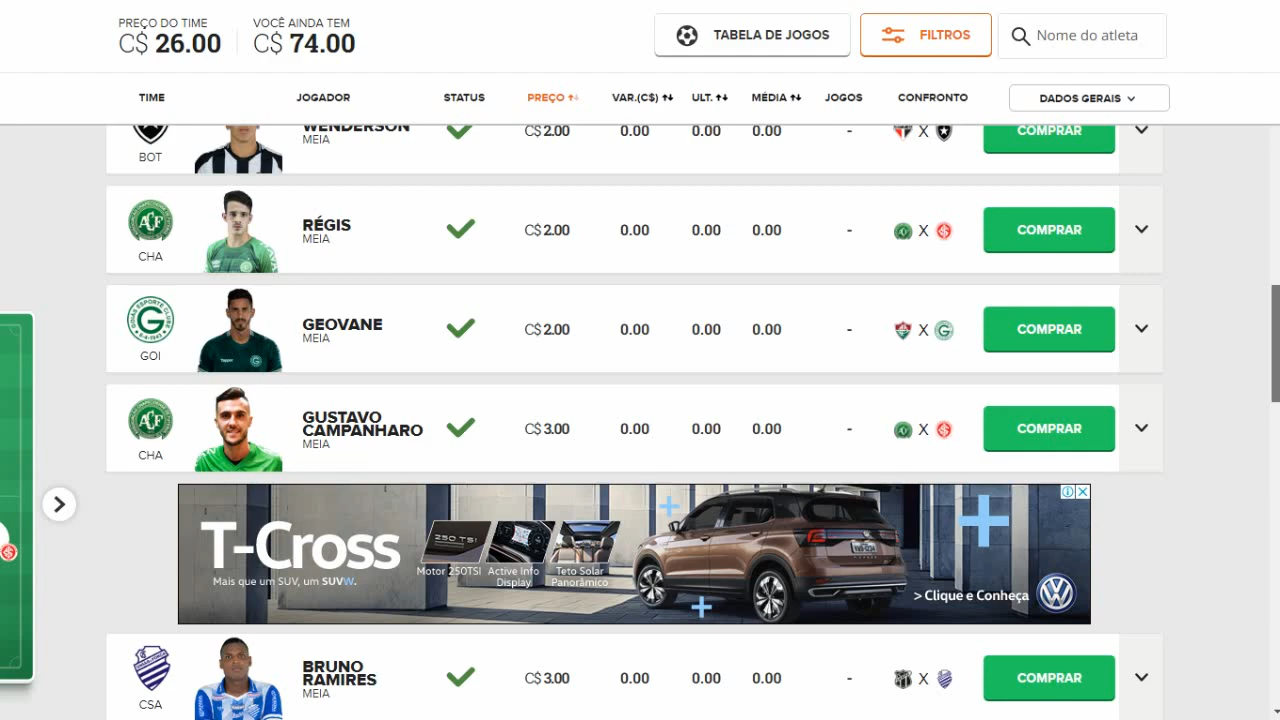 PREÇO DO TIME
C$ 26.00
VOCÊ AINDA TEM
C$ 74.00
TABELA DE JOGOS
FILTROS
Nome do atleta
TIME
JOGADOR
STATUS
PREÇO
VAR.(C$)
ULT.
MÉDIA
JOGOS
CONFRONTO
DADOS GERAIS
BOT
WENDERSON
MEIA
C$ 2.00
0.00
0.00
0.00
-
X
COMPRAR
CHA
RÉGIS
MEIA
C$ 2.00
0.00
0.00
0.00
-
X
COMPRAR
GOI
GEOVANE
MEIA
C$ 2.00
0.00
0.00
0.00
-
X
COMPRAR
CHA
GUSTAVO
CAMPANHARO
MEIA
C$ 3.00
0.00
0.00
0.00
-
X
COMPRAR
T-Cross
Mais que um SUV, um SUVW.
250 TSI
Motor 250TSI
Active Info
Display
Teto Solar
Panorâmico
> Clique e Conheça
CSA
BRUNO
RAMIRES
MEIA
C$ 3.00
0.00
0.00
0.00
-
X
COMPRAR